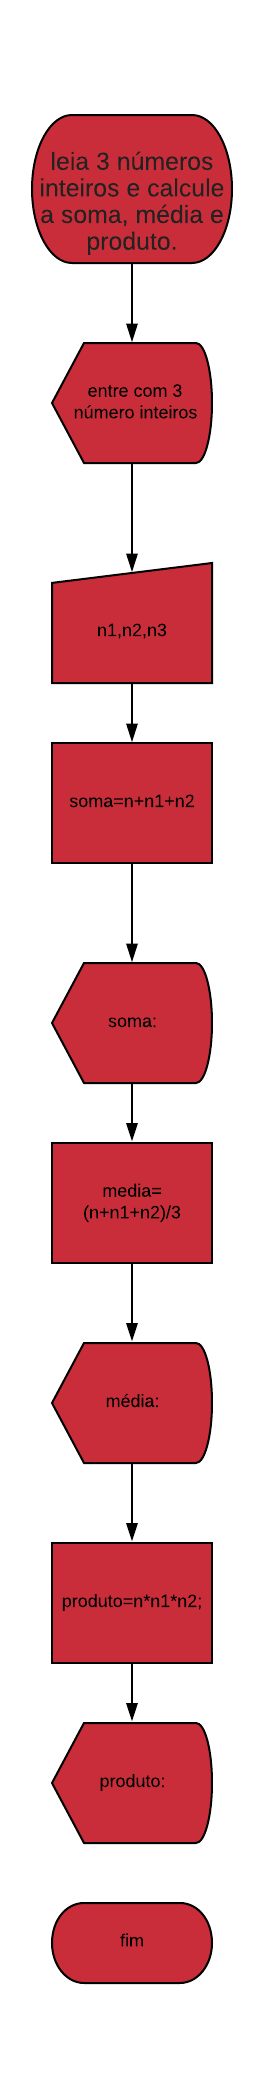 leia 3 números
inteiros e calcule
a soma, média e
produto.
entre com 3
número inteiros
n1,n2,n3
soma=n+n1+n2
soma:
media=
(n+n1+n2)/3
média:
produto=n*n1*n2;
produto:
fim